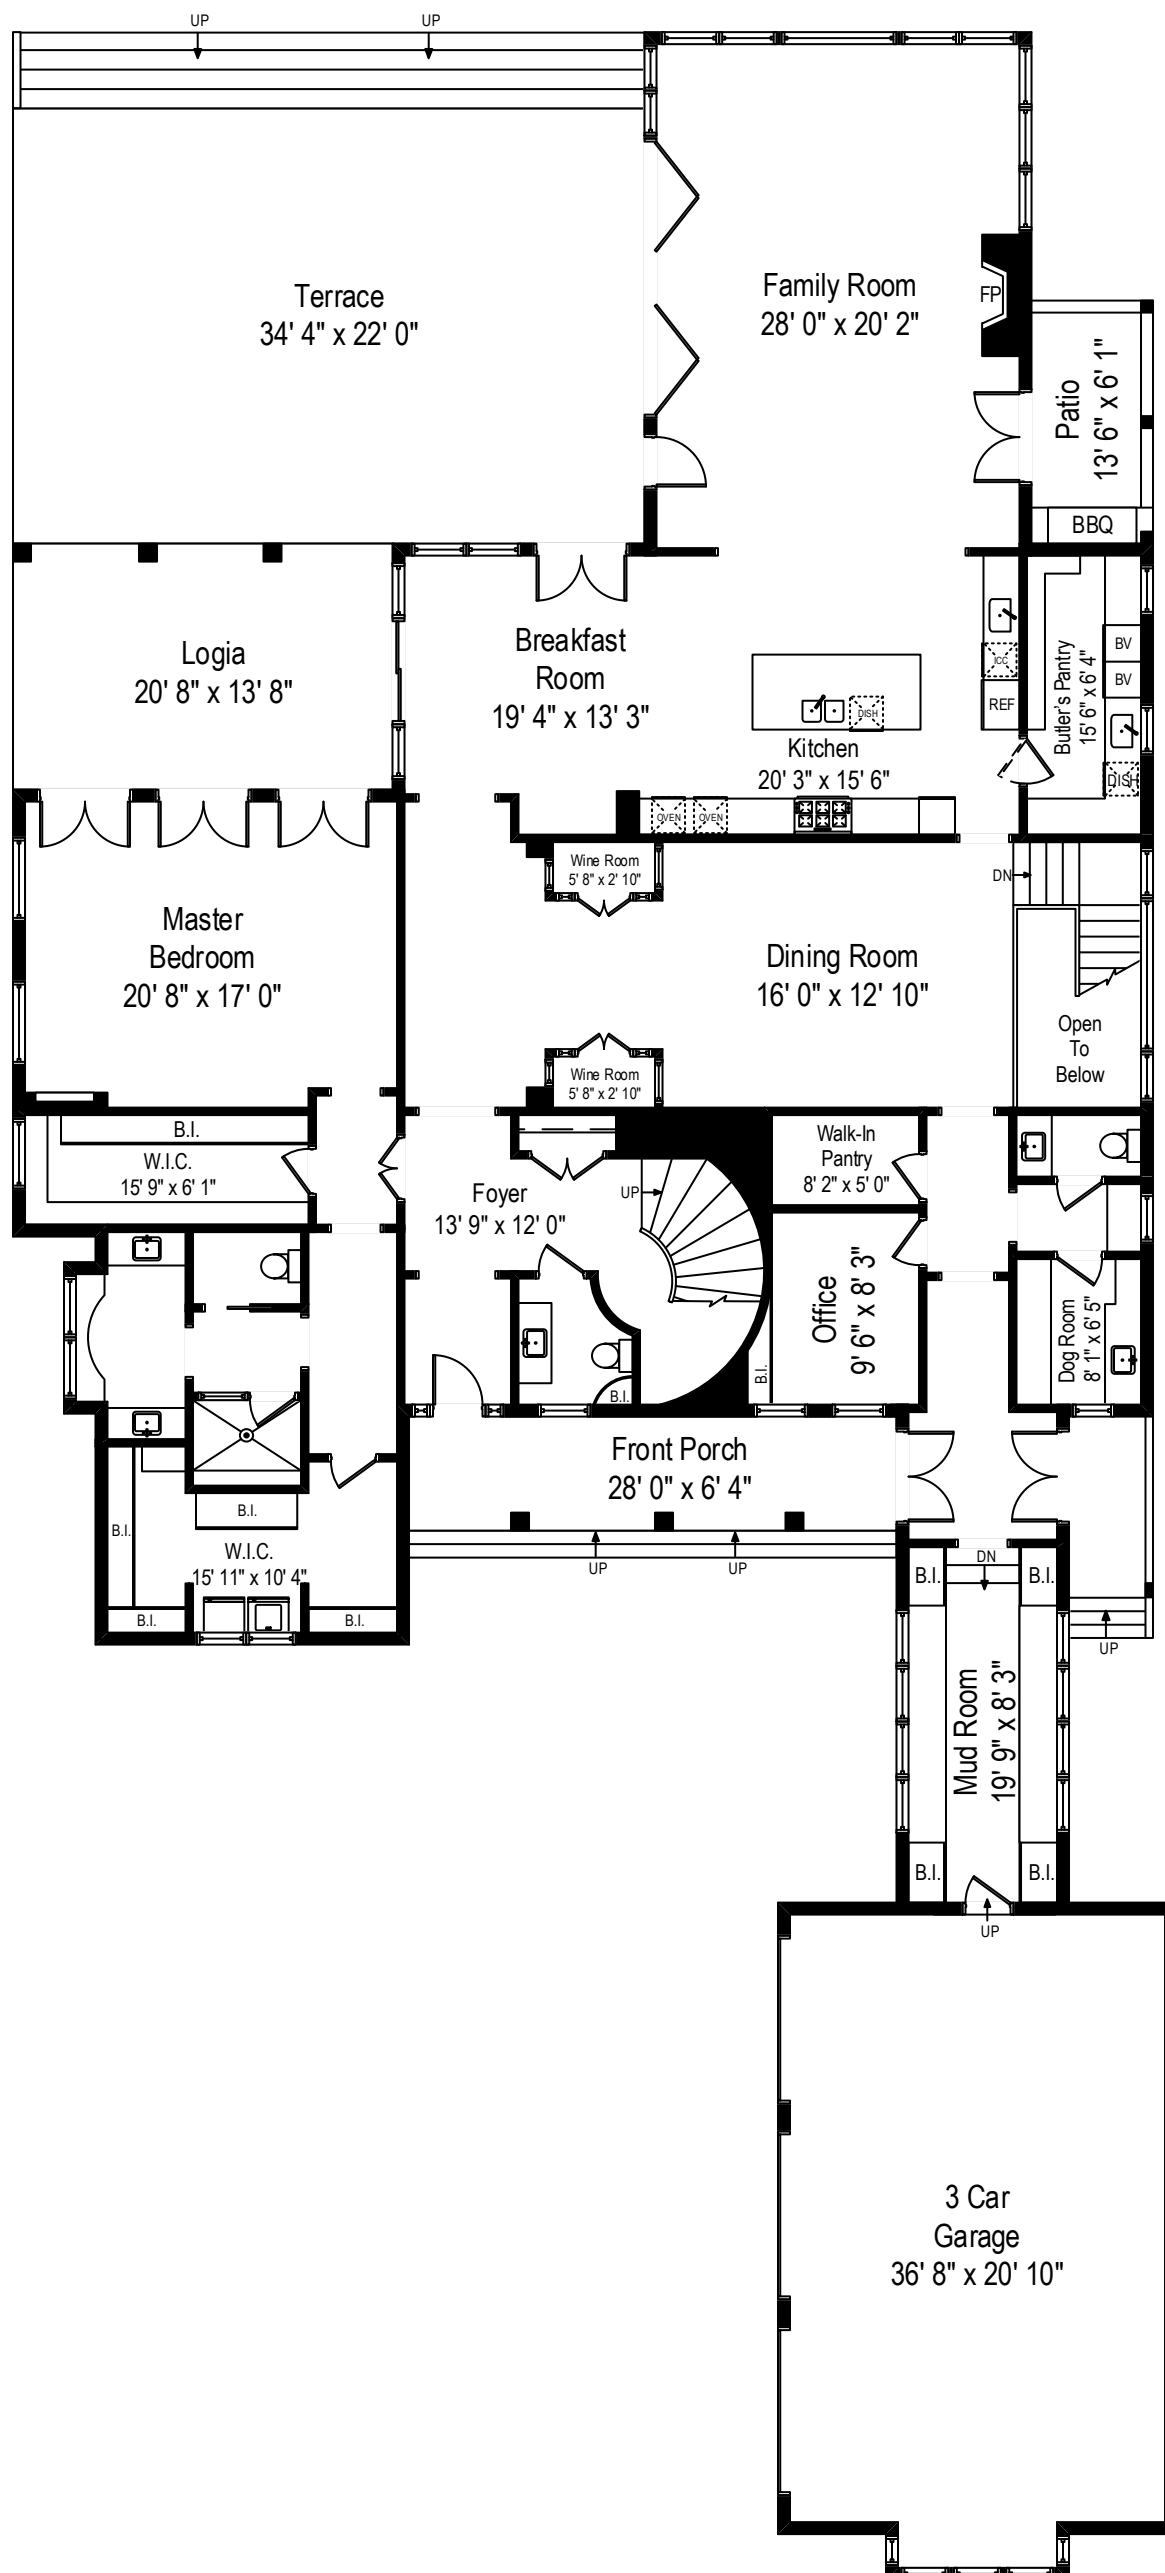 UP
UP
Terrace
34' 4" x 22' 0"
Family Room
28' 0" x 20' 2"
FP
Patio
13' 6" x 6' 1"
BBQ
Logia
20' 8" x 13' 8"
Breakfast
Room
19' 4" x 13' 3"
DISH
Kitchen
20' 3" x 15' 6"
ICC
REF
OVEN
OVEN
Butler's Pantry
15' 6" x 6' 4"
BV
BV
DISH
Master
Bedroom
20' 8" x 17' 0"
Wine Room
5' 8" x 2' 10"
Dining Room
16' 0" x 12' 10"
DN
Open
To
Below
Wine Room
5' 8" x 2' 10"
B.I.
W.I.C.
15' 9" x 6' 1"
Foyer
13' 9" x 12' 0"
UP
Walk-In
Pantry
8' 2" x 5' 0"
Office
9' 6" x 8' 3"
B.I.
B.I.
Dog Room
8' 1" x 6' 5"
Front Porch
28' 0" x 6' 4"
UP
UP
B.I.
B.I.
W.I.C.
15' 11" x 10' 4"
B.I.
B.I.
DN
B.I.
B.I.
UP
Mud Room
19' 9" x 8' 3"
B.I.
B.I.
UP
3 Car
Garage
36' 8" x 20' 10"